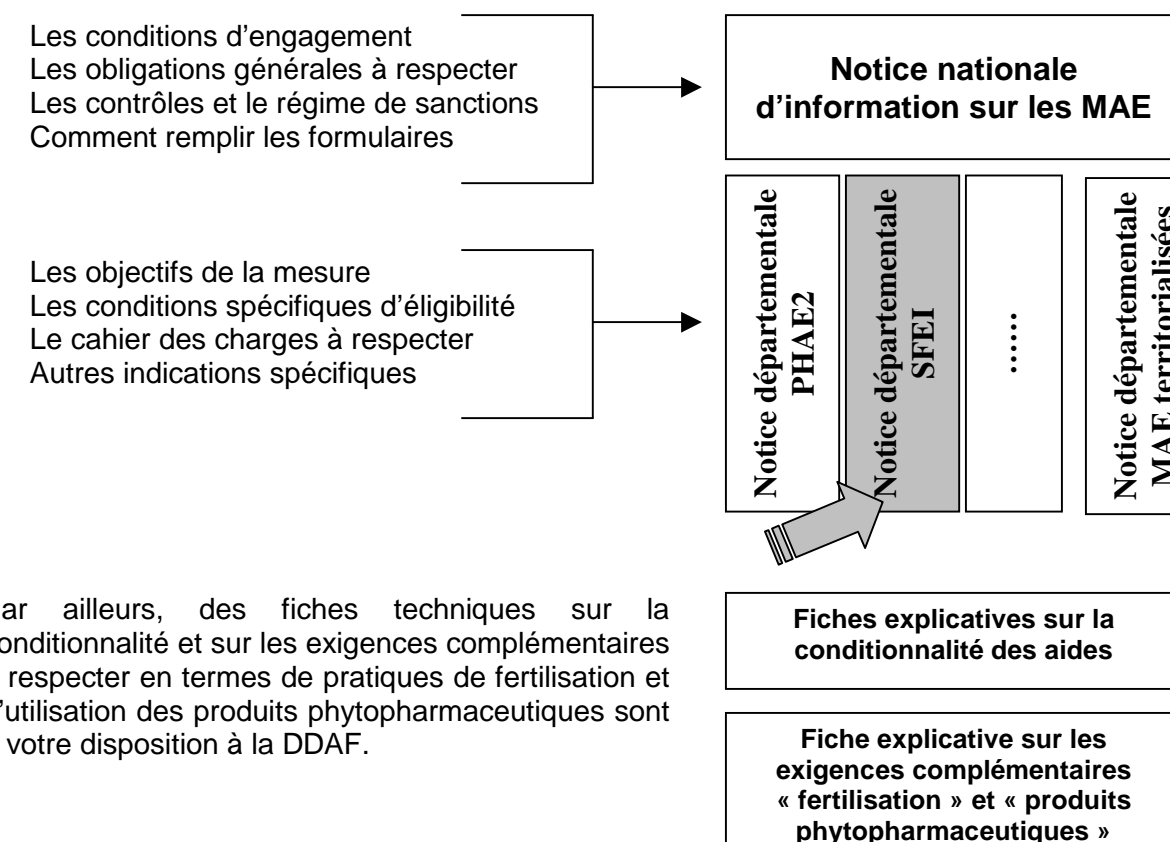 Les conditions d’engagement
Les obligations générales à respecter
Les contrôles et le régime de sanctions
Comment remplir les formulaires
Notice nationale
d’information sur les MAE
Les objectifs de la mesure
Les conditions spécifiques d’éligibilité
Le cahier des charges à respecter
Autres indications spécifiques
Notice départementale
PHAE2
Notice départementale
SFEI
......
Notice départementale
MAE territorialisées
ar ailleurs, des fiches techniques sur la
onditionnalité et sur les exigences complémentaires
respecter en termes de pratiques de fertilisation et
’utilisation des produits phytopharmaceutiques sont
votre disposition à la DDAF.
Fiches explicatives sur la
conditionnalité des aides
Fiche explicative sur les
exigences complémentaires
« fertilisation » et « produits
phytopharmaceutiques »